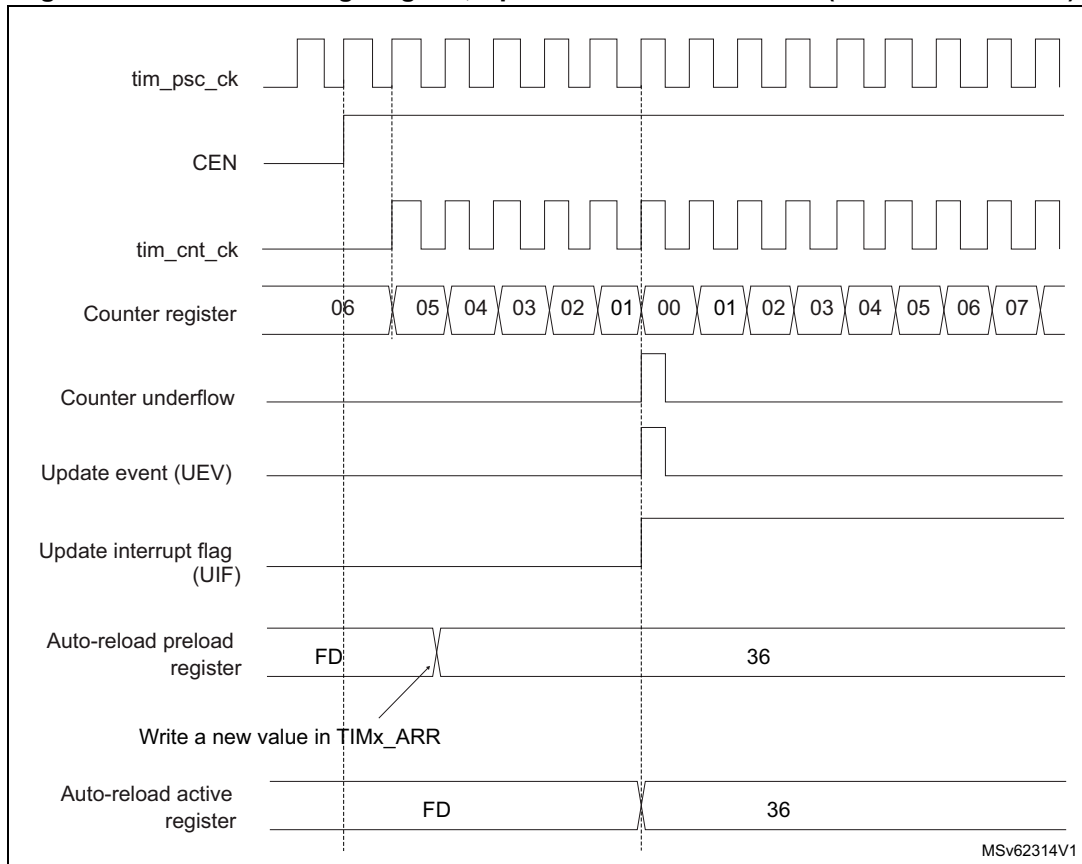 tim_psc_ck
CEN
tim_cnt_ck
Counter register 06 05 04 03 02 01 00 01 02 03 04 05 06 07
Counter underflow
Update event (UEV)
Update interrupt flag
(UIF)
Auto-reload preload
register
FD 36
Write a new value in TIMx_ARR
Auto-reload active
register
FD 36
MSv62314V1